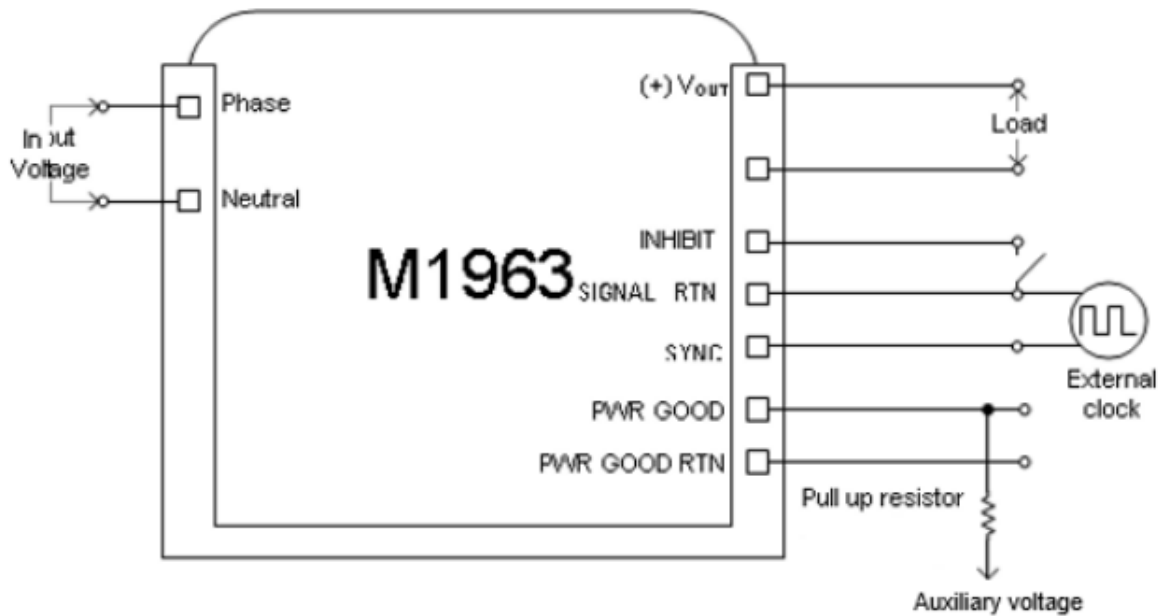 Phase
Input
Voltage
Neutral
M1963
(+) VOUT
Load
INHIBIT
SIGNAL RTN
SYNC
External
clock
PWR GOOD
PWR GOOD RTN
Pull up resistor
Auxiliary voltage